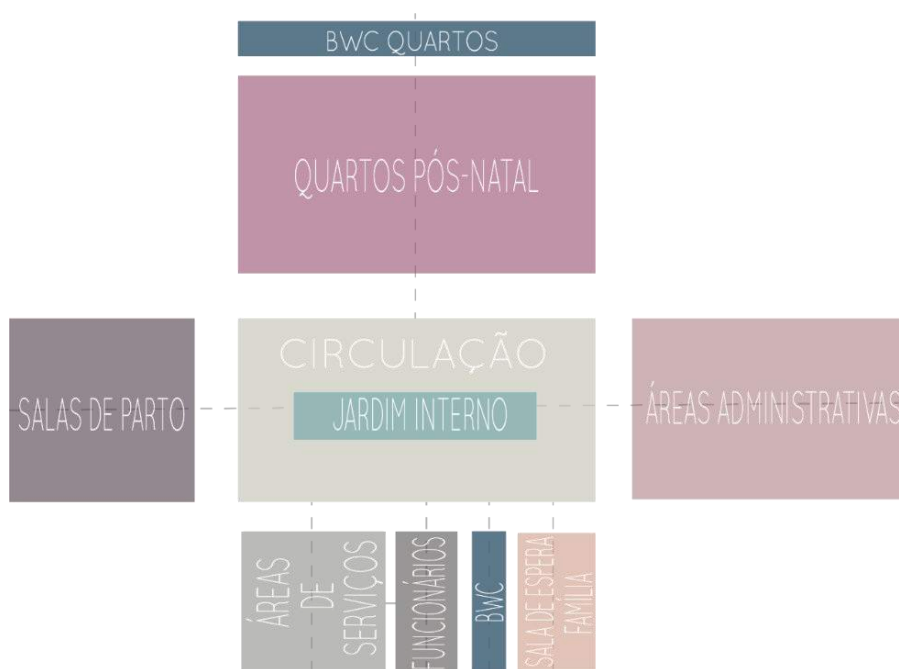 BWC QUARTOS
QUARTOS PÓS-NATAL
CIRCULAÇÃO
SALAS DE PARTO
JARDIM INTERNO
ÁREAS ADMINISTRATIVAS
ÁREAS
DE
SERVIÇOS
FUNCIONÁRIOS
BWC
SALA DE ESPERA
FAMÍLIA